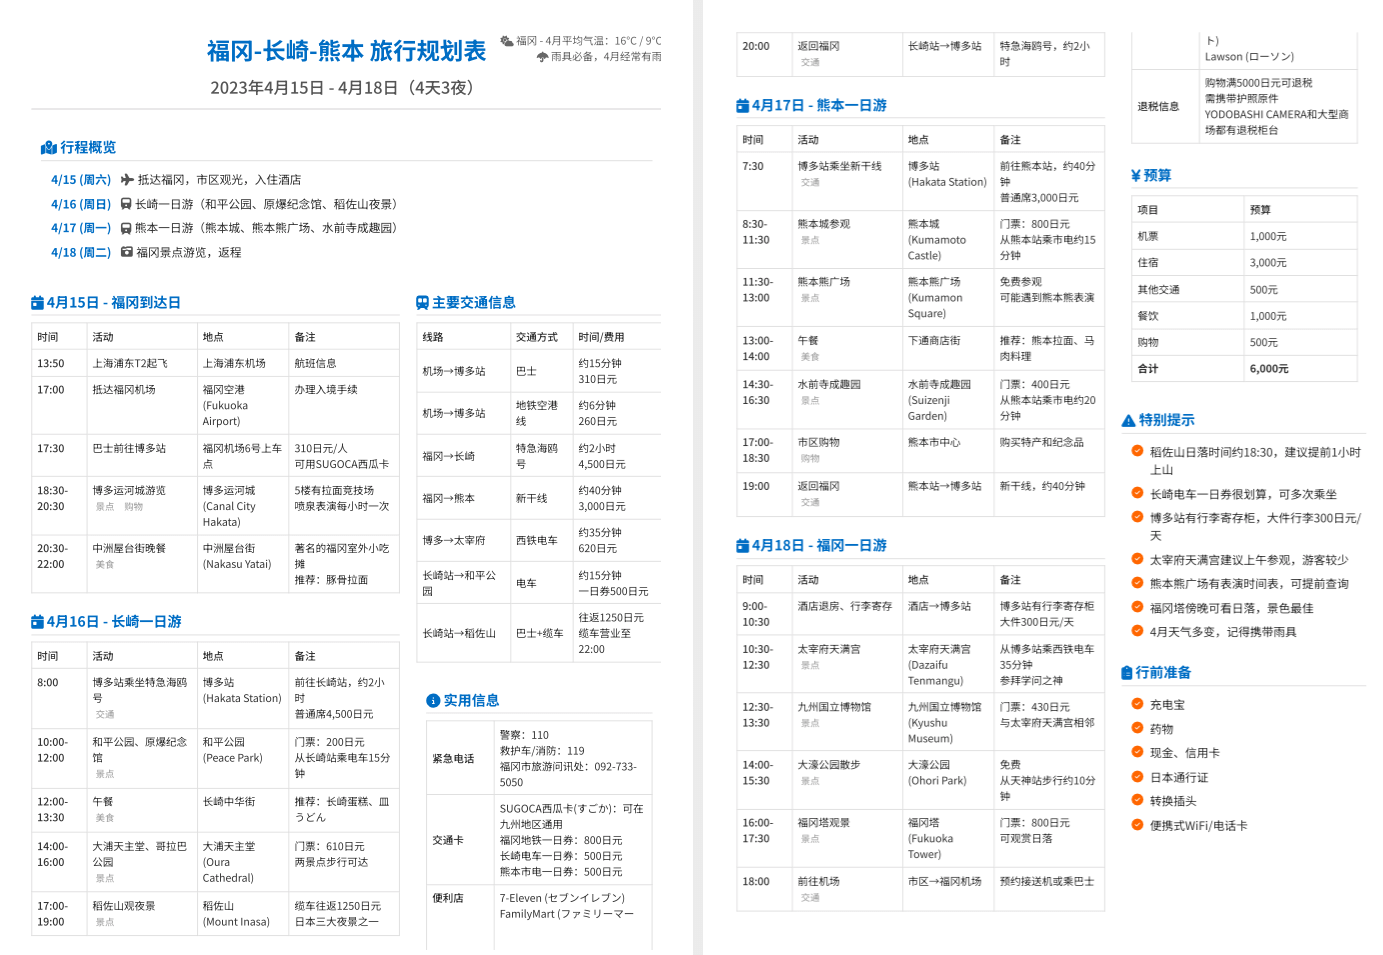 福冈-长崎-熊本 旅行规划表
福冈 - 4月平均气温：16°C / 9°C
雨具必备，4月经常有雨
2023年4月15日 - 4月18日（4天3夜）
行程概览
4/15 (周六) 抵达福冈，市区观光，入住酒店
4/16 (周日) 长崎一日游（和平公园、原爆纪念馆、稻佐山夜景）
4/17 (周一) 熊本一日游（熊本城、熊本熊广场、水前寺成趣园）
4/18 (周二) 福冈景点游览，返程
4月15日 - 福冈到达日
时间 活动 地点 备注
13:50 上海浦东T2起飞 上海浦东机场 航班信息
17:00 抵达福冈机场 福冈空港 办理入境手续
(Fukuoka
Airport)
17:30 巴士前往博多站 福冈机场6号上车 310日元/人
点 可用SUGOCA西瓜卡
18:30- 博多运河城游览 博多运河城 5楼有拉面竞技场
20:30 景点 购物 (Canal City 喷泉表演每小时一次
Hakata)
20:30- 中洲屋台街晚餐 中洲屋台街 著名的福冈室外小吃
22:00 美食 (Nakasu Yatai) 摊
推荐：豚骨拉面
4月16日 - 长崎一日游
时间 活动 地点 备注
8:00 博多站乘坐特急海鸥 博多站 前往长崎站，约2小
号 (Hakata Station) 时
交通 普通席4,500日元
10:00- 和平公园、原爆纪念 和平公园 门票：200日元
12:00 馆 (Peace Park) 从长崎站乘电车15分
景点 钟
12:00- 午餐 长崎中华街 推荐：长崎蛋糕、皿
13:30 美食 うどん
14:00- 大浦天主堂、哥拉巴 大浦天主堂 门票：610日元
16:00 公园 (Oura 两景点步行可达
景点 Cathedral)
17:00- 稻佐山观夜景 稻佐山 缆车往返1250日元
19:00 景点 (Mount Inasa) 日本三大夜景之一
主要交通信息
线路 交通方式 时间/费用
机场→博多站 巴士 约15分钟
310日元
机场→博多站 地铁空港 约6分钟
线 260日元
福冈→长崎 特急海鸥 约2小时
号 4,500日元
福冈→熊本 新干线 约40分钟
3,000日元
博多→太宰府 西铁电车 约35分钟
620日元
长崎站→和平公 电车 约15分钟
园 一日券500日元
长崎站→稻佐山 巴士+缆车 往返1250日元
缆车营业至
22:00
实用信息
紧急电话 警察：110
救护车/消防：119
福冈市旅游问讯处：092-733-
5050
交通卡 SUGOCA西瓜卡(すごか)：可在
九州地区通用
福冈地铁一日券：800日元
长崎电车一日券：500日元
熊本市电一日券：500日元
便利店 7-Eleven (セブンイレブン)
FamilyMart (ファミリーマー
20:00 返回福冈 长崎站→博多站 特急海鸥号，约2小
交通 时
4月17日 - 熊本一日游
时间 活动 地点 备注
7:30 博多站乘坐新干线 博多站 前往熊本站，约40分
交通 (Hakata Station) 钟
普通席3,000日元
8:30- 熊本城参观 熊本城 门票：800日元
11:30 景点 (Kumamoto 从熊本站乘市电约15
Castle) 分钟
11:30- 熊本熊广场 熊本熊广场 免费参观
13:00 景点 (Kumamon 可能遇到熊本熊表演
Square)
13:00- 午餐 下通商店街 推荐：熊本拉面、马
14:00 美食 肉料理
14:30- 水前寺成趣园 水前寺成趣园 门票：400日元
16:30 景点 (Suizenji 从熊本站乘市电约20
Garden) 分钟
17:00- 市区购物 熊本市中心 购买特产和纪念品
18:30 购物
19:00 返回福冈 熊本站→博多站 新干线，约40分钟
交通
4月18日 - 福冈一日游
时间 活动 地点 备注
9:00- 酒店退房、行李寄存 酒店→博多站 博多站有行李寄存柜
10:30 大件300日元/天
10:30- 太宰府天满宫 太宰府天满宫 从博多站乘西铁电车
12:30 景点 (Dazaifu 35分钟
Tenmangu) 参拜学问之神
12:30- 九州国立博物馆 九州国立博物馆 门票：430日元
13:30 景点 (Kyushu 与太宰府天满宫相邻
Museum)
14:00- 大濠公园散步 大濠公园 免费
15:30 景点 (Ohori Park) 从天神站步行约10分
钟
16:00- 福冈塔观景 福冈塔 门票：800日元
17:30 景点 (Fukuoka 可观赏日落
Tower)
18:00 前往机场 市区→福冈机场 预约接送机或乘巴士
交通
ト)
Lawson (ローソン)
退税信息 购物满5000日元可退税
需携带护照原件
YODOBASHI CAMERA和大型商
场都有退税柜台
预算
项目 预算
机票 1,000元
住宿 3,000元
其他交通 500元
餐饮 1,000元
购物 500元
合计 6,000元
特别提示
稻佐山日落时间约18:30，建议提前1小时
上山
长崎电车一日券很划算，可多次乘坐
博多站有行李寄存柜，大件行李300日元/
天
太宰府天满宫建议上午参观，游客较少
熊本熊广场有表演时间表，可提前查询
福冈塔傍晚可看日落，景色最佳
4月天气多变，记得携带雨具
行前准备
充电宝
药物
现金、信用卡
日本通行证
转换插头
便携式WiFi/电话卡